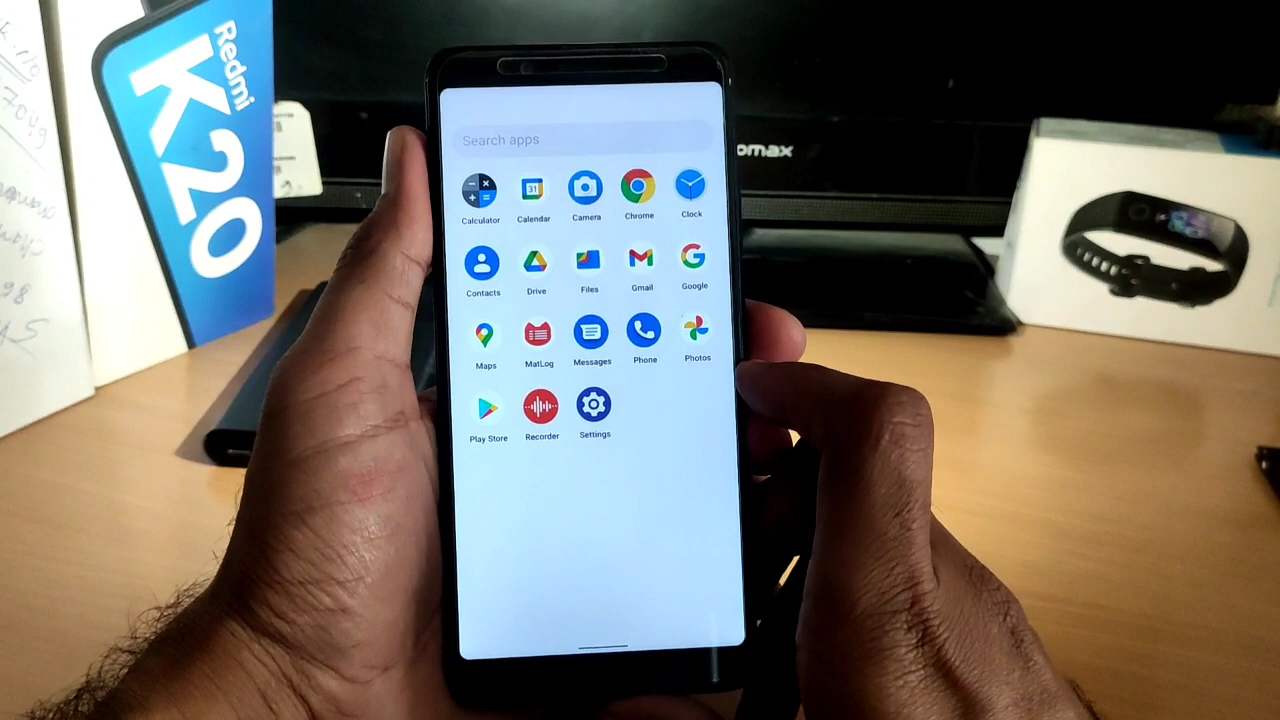 Redmi
K20
omax
Search apps
31
Calculator
Calendar
Camera
Chrome
Clock
Contacts
Drive
Files
Gmail
Google
Maps
MatLog
Messages
Phone
Photos
Play Store
Recorder
Settings